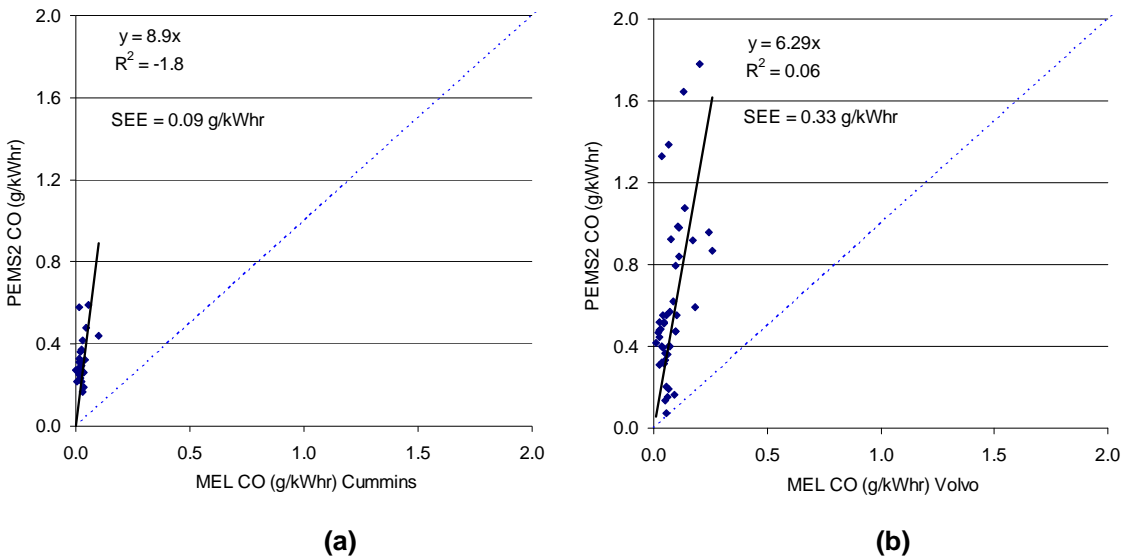 y = 8.9x
R2 = -1.8
SEE = 0.09 g/kWhr
2.0
1.6
1.2
0.8
0.4
0.0
PEMS2 CO (g/kWhr)
0.0 0.5 1.0 1.5 2.0
MEL CO (g/kWhr) Cummins
(a)
y = 6.29x
R2 = 0.06
SEE = 0.33 g/kWhr
2.0
1.6
1.2
0.8
0.4
0.0
PEMS2 CO (g/kWhr)
0.0 0.5 1.0 1.5 2.0
MEL CO (g/kWhr) Volvo
(b)